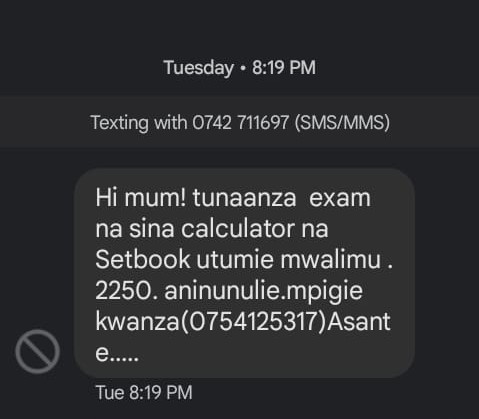 Tuesday • 8:19 PM
Texting with 0742 711697 (SMS/MMS)
Hi mum! tunaanza  exam
na sina calculator na
Setbook utumie mwalimu .
2250. aninunulie.mpigie
kwanza(0754125317)Asant
e.....
Tue 8:19 PM